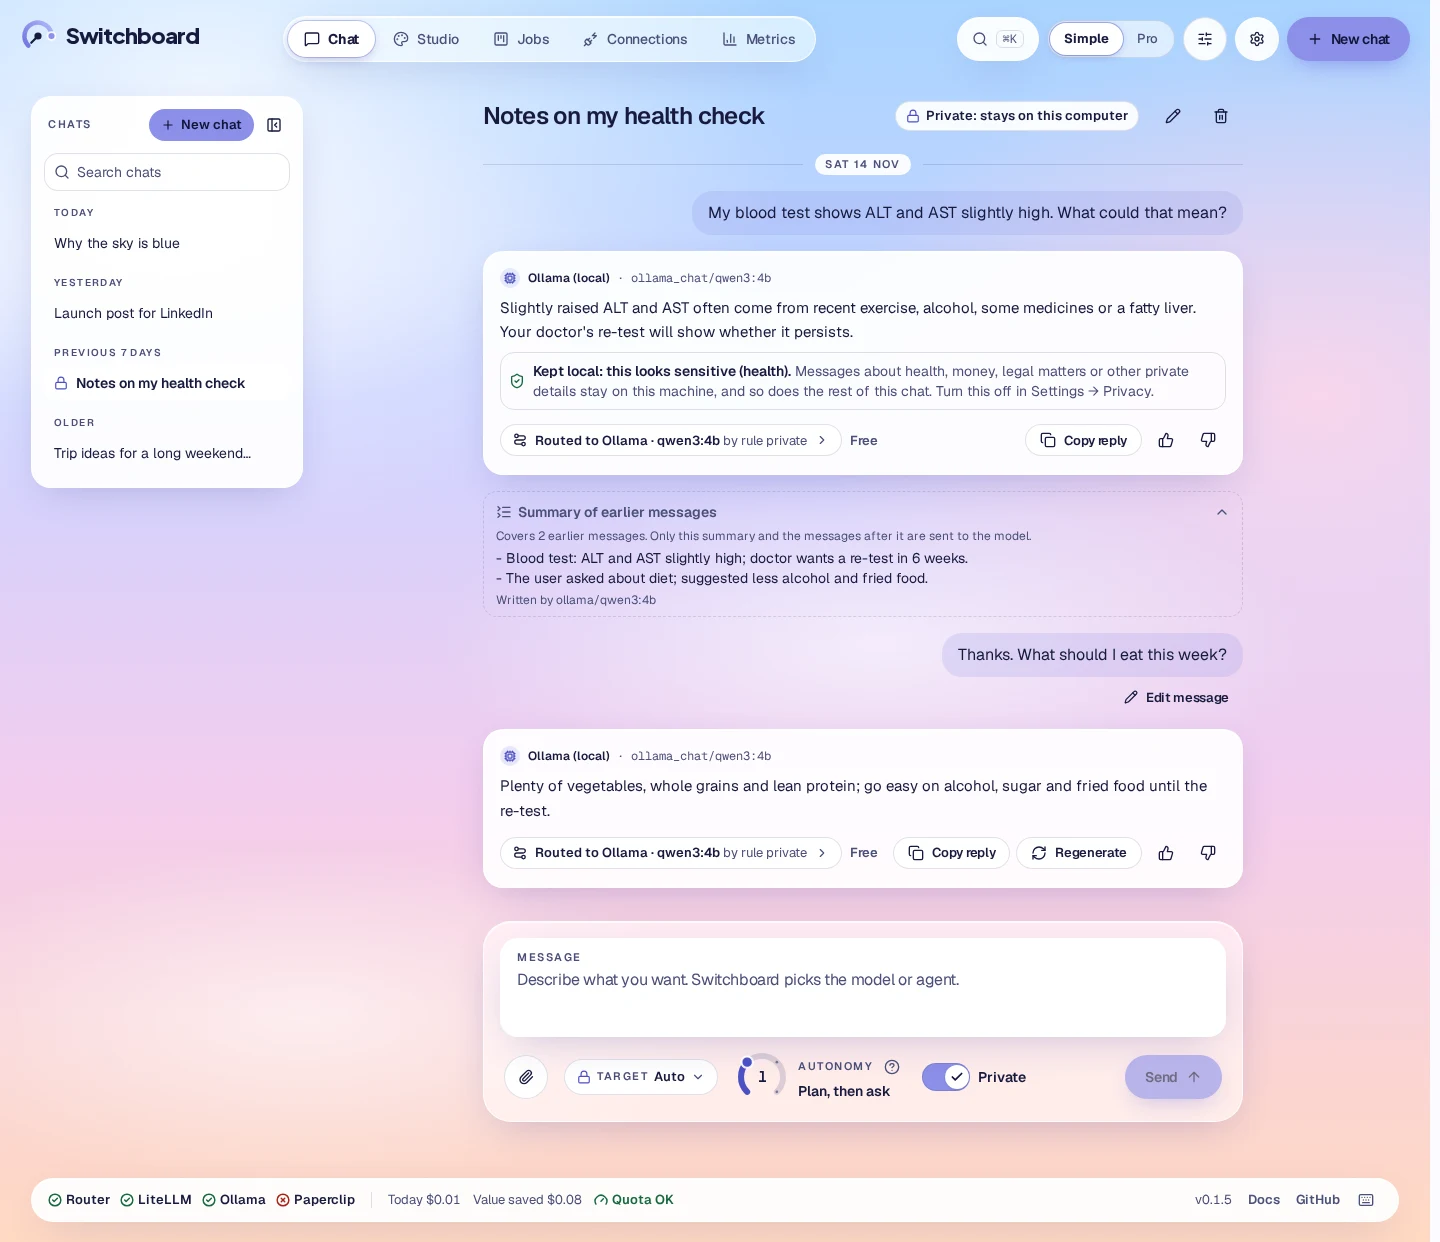 Switchboard
Chat
Studio
Jobs
Connections
Metrics
⌘K
Simple
Pro
New chat
CHATS
New chat
Search chats
TODAY
Why the sky is blue
YESTERDAY
Launch post for LinkedIn
PREVIOUS 7 DAYS
Notes on my health check
OLDER
Trip ideas for a long weekend…
Notes on my health check
Private: stays on this computer
SAT 14 NOV
My blood test shows ALT and AST slightly high. What could that mean?
Ollama (local) · ollama_chat/qwen3:4b
Slightly raised ALT and AST often come from recent exercise, alcohol, some medicines or a fatty liver.
Your doctor's re-test will show whether it persists.
Kept local: this looks sensitive (health). Messages about health, money, legal matters or other private
details stay on this machine, and so does the rest of this chat. Turn this off in Settings → Privacy.
Routed to Ollama · qwen3:4b by rule private
Free
Copy reply
Summary of earlier messages
Covers 2 earlier messages. Only this summary and the messages after it are sent to the model.
- Blood test: ALT and AST slightly high; doctor wants a re-test in 6 weeks.
- The user asked about diet; suggested less alcohol and fried food.
Written by ollama/qwen3:4b
Thanks. What should I eat this week?
Edit message
Ollama (local) · ollama_chat/qwen3:4b
Plenty of vegetables, whole grains and lean protein; go easy on alcohol, sugar and fried food until the
re-test.
Routed to Ollama · qwen3:4b by rule private
Free
Copy reply
Regenerate
MESSAGE
Describe what you want. Switchboard picks the model or agent.
TARGET Auto
1
AUTONOMY
Plan, then ask
Private
Send
Router
LiteLLM
Ollama
Paperclip
Today $0.01
Value saved $0.08
Quota OK
v0.1.5
Docs
GitHub